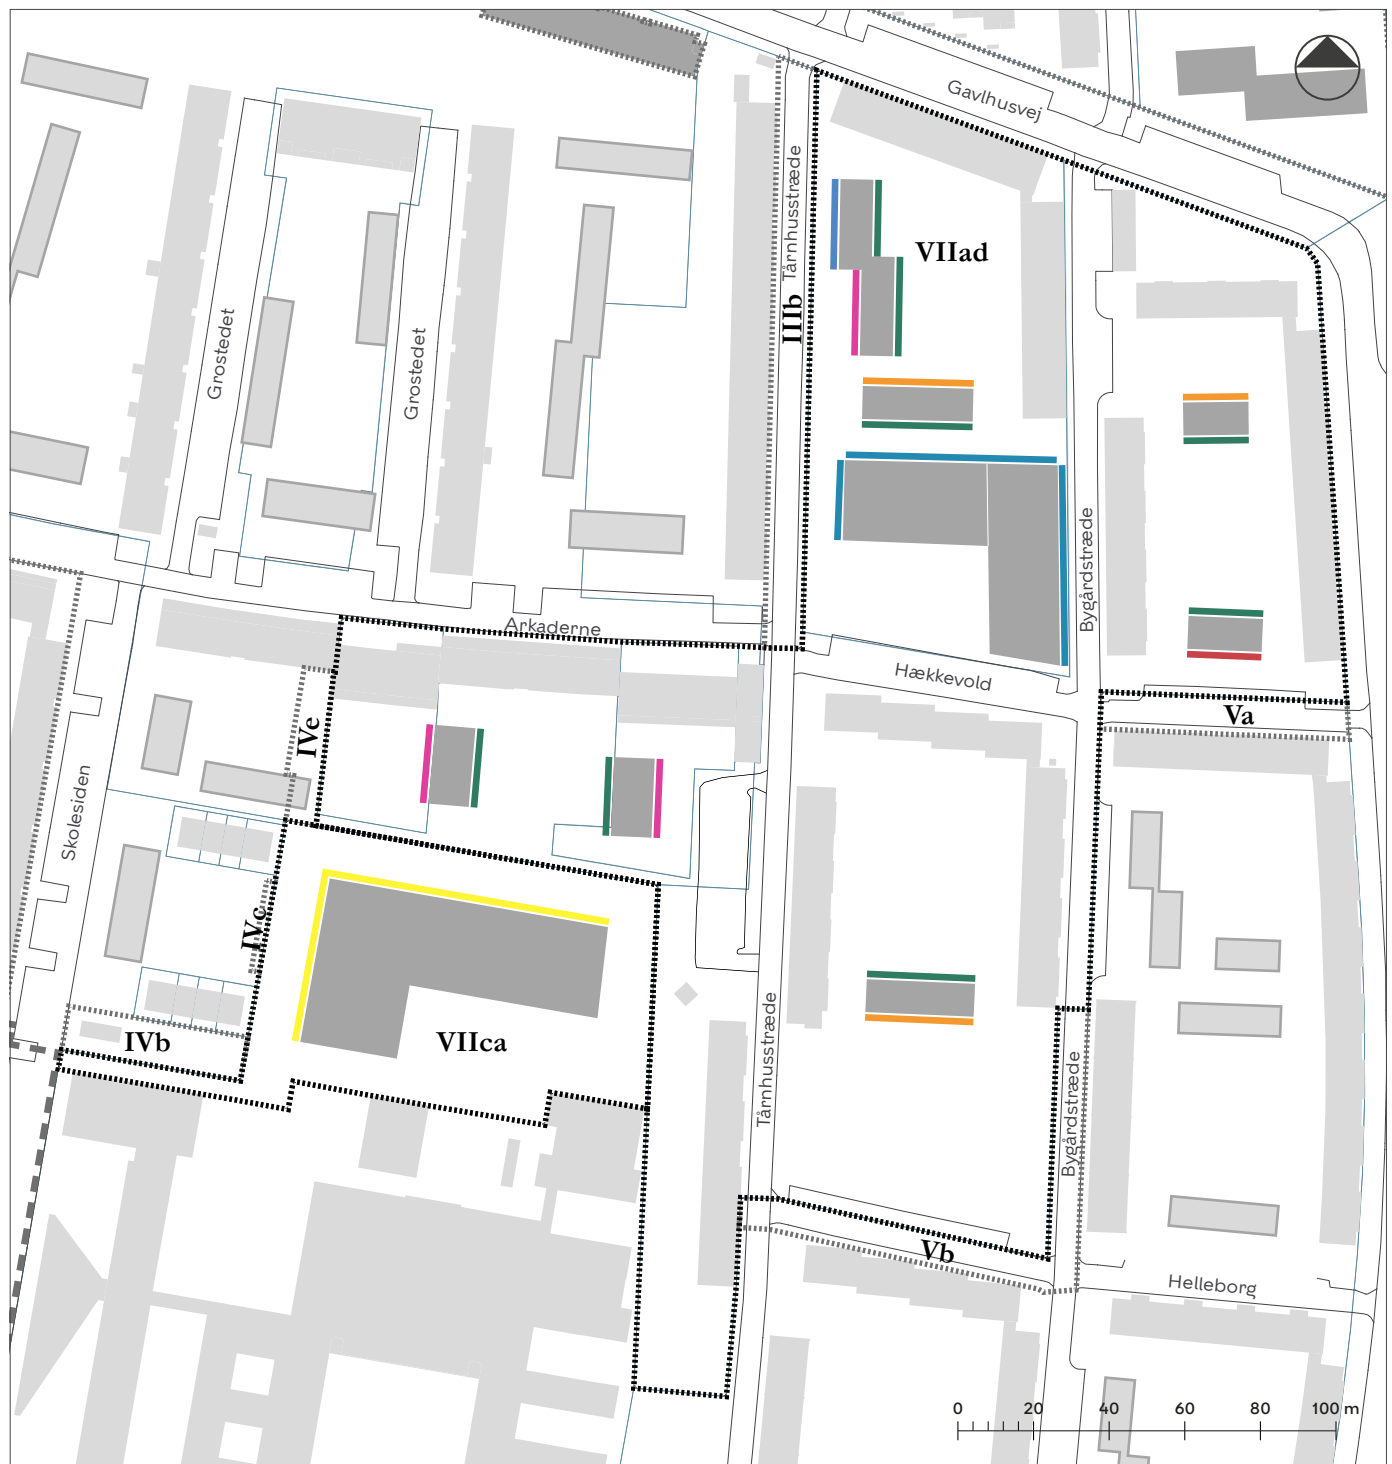 Gavlhusvej
Tårnhusstræde
VIIad
IIIb
Grostedet
Grostedet
Bygårdstræde
Arkaderne
Hækkevold
Va
IVe
Skolesiden
IVc
IVb
VIIca
Tårnhusstræde
Bygårdstræde
Vb
Helleborg
0 20 40 60 80 100 m